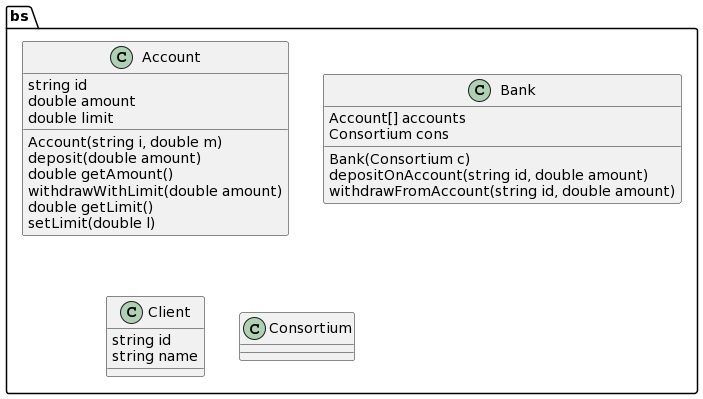 bs
C Account
string id
double amount
double limit
Account(string i, double m)
deposit(double amount)
double getAmount()
withdrawWithLimit(double amount)
double getLimit()
setLimit(double l)
C Bank
Account[] accounts
Consortium cons
Bank(Consortium c)
depositOnAccount(string id, double amount)
withdrawFromAccount(string id, double amount)
C Client
string id
string name
C Consortium